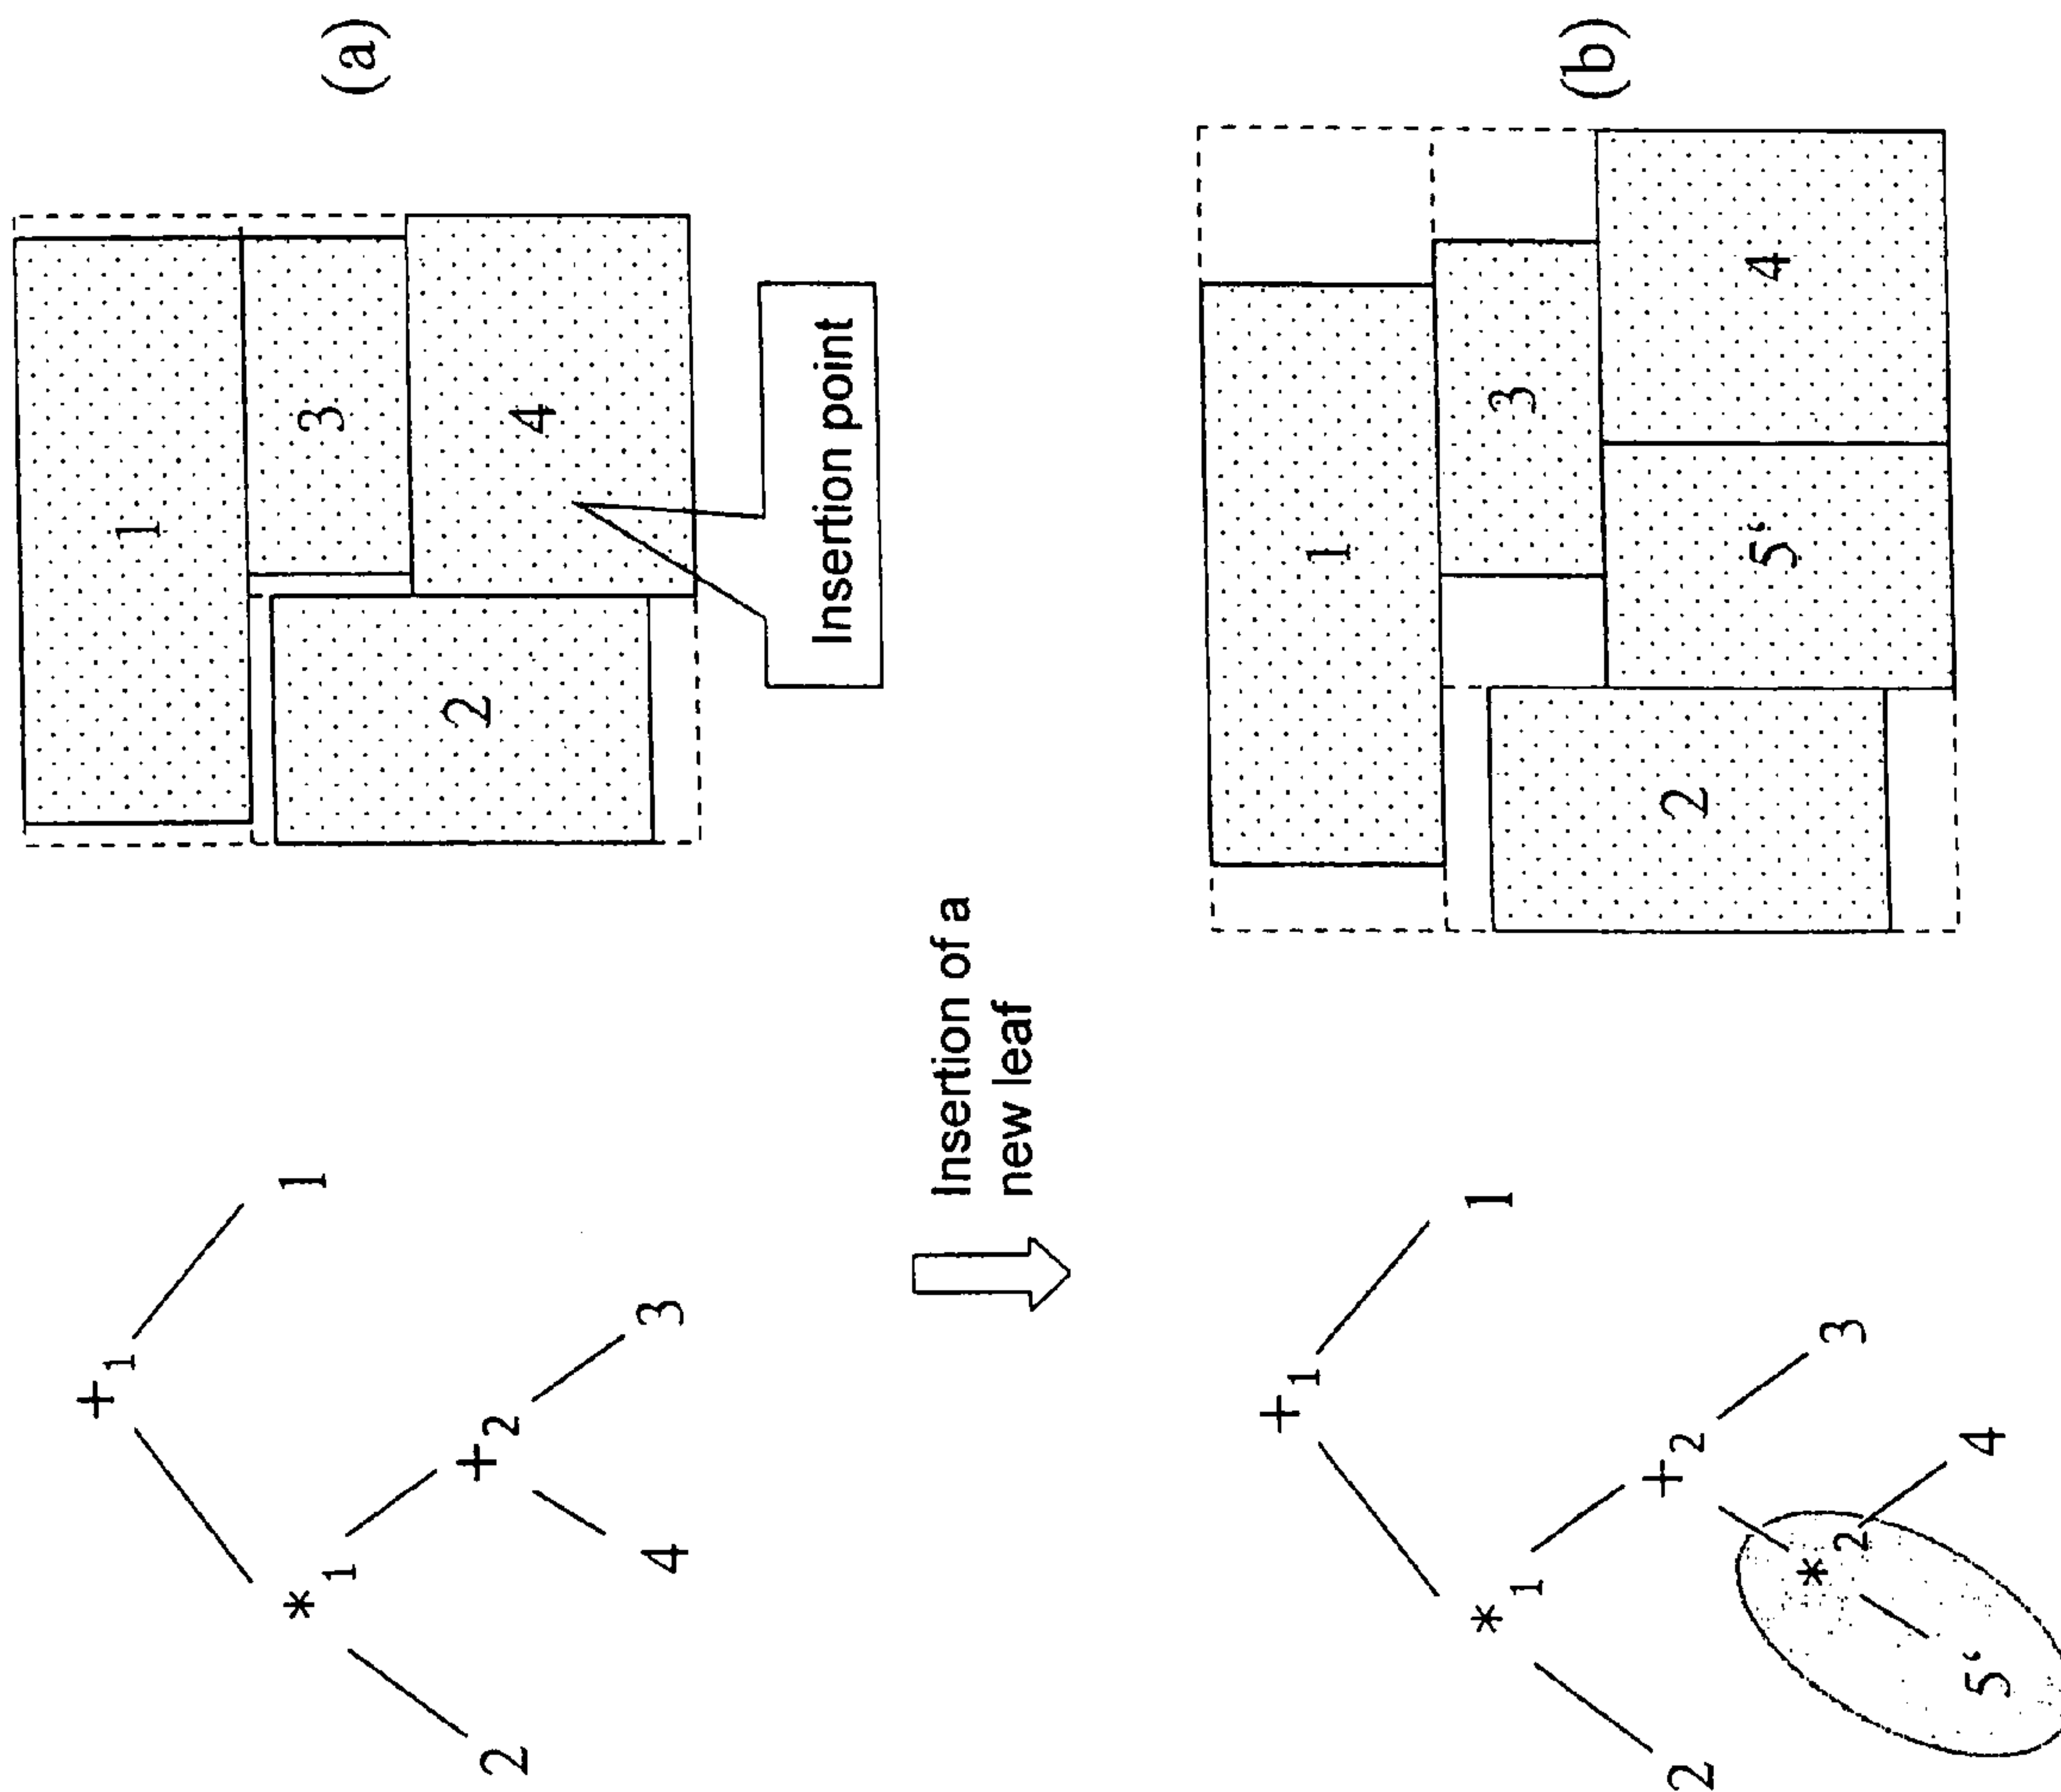 +1
*1 1
2 +2
4 3
1
3
2 4
Insertion point
(a)
Insertion of a
new leaf
+1
*1 1
2 +2
*2 3
5‘ 4
1
3
2 5‘ 4
(b)